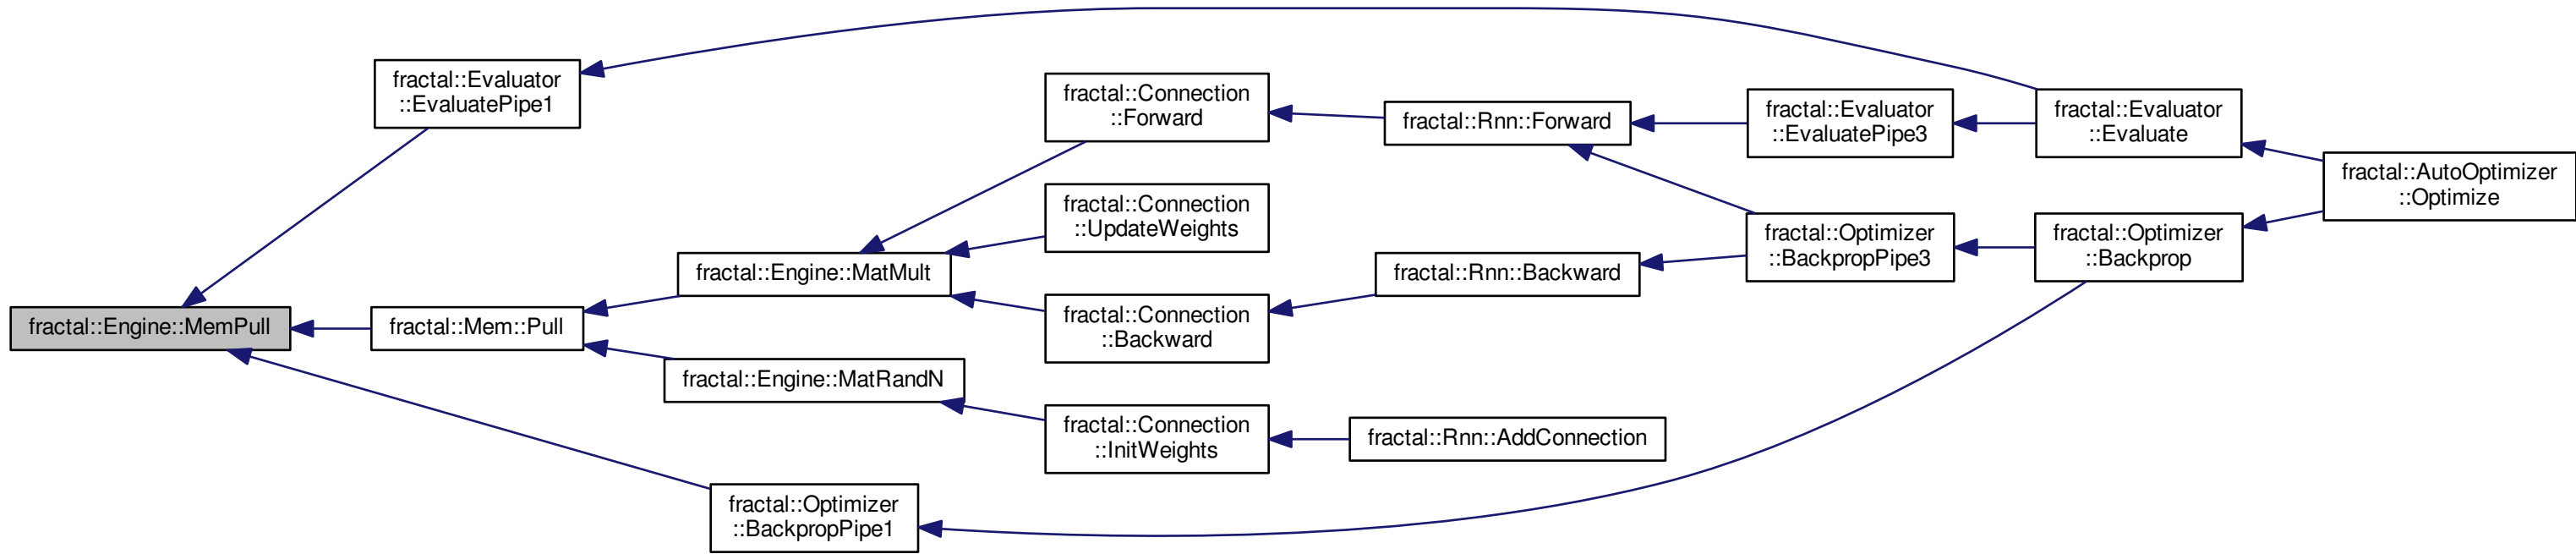 fractal::Engine::MemPull
fractal::Evaluator
::EvaluatePipe1
fractal::Mem::Pull
fractal::Optimizer
::BackpropPipe1
fractal::Engine::MatMult
fractal::Engine::MatRandN
fractal::Connection
::Forward
fractal::Connection
::UpdateWeights
fractal::Connection
::Backward
fractal::Connection
::InitWeights
fractal::Rnn::Forward
fractal::Rnn::Backward
fractal::Rnn::AddConnection
fractal::Evaluator
::EvaluatePipe3
fractal::Optimizer
::BackpropPipe3
fractal::Evaluator
::Evaluate
fractal::Optimizer
::Backprop
fractal::AutoOptimizer
::Optimize